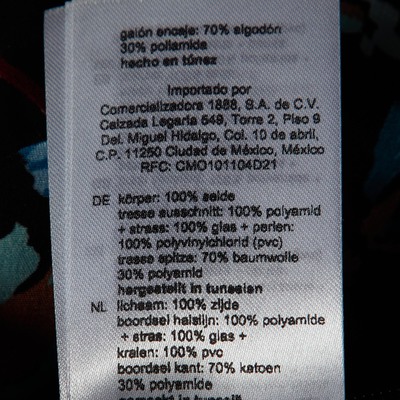 galón encaje: 70% algodón
30% poliamida
hecho en túnez
Importado por
Comercializadora 1888, S.A. de C.V.
Calzada Legaria 549, Torre 2, Piso 9
Del. Miguel Hidalgo, Col. 10 de abril,
C.P. 11250 Ciudad de México, México
RFC: CMO101104D21
DE körper: 100% seide
tresse ausschnitt: 100% polyamid
+ strass: 100% glas + perlen:
100% polyvinylchlorid (pvc)
tresse spitze: 70% baumwolle
30% polyamid
hergestellt in tunesien
NL lichaam: 100% zijde
boordsel halslijn: 100% polyamide
+ strass: 100% glas +
kralen: 100% pvc
boordsel kant: 70% katoen
30% polyamide